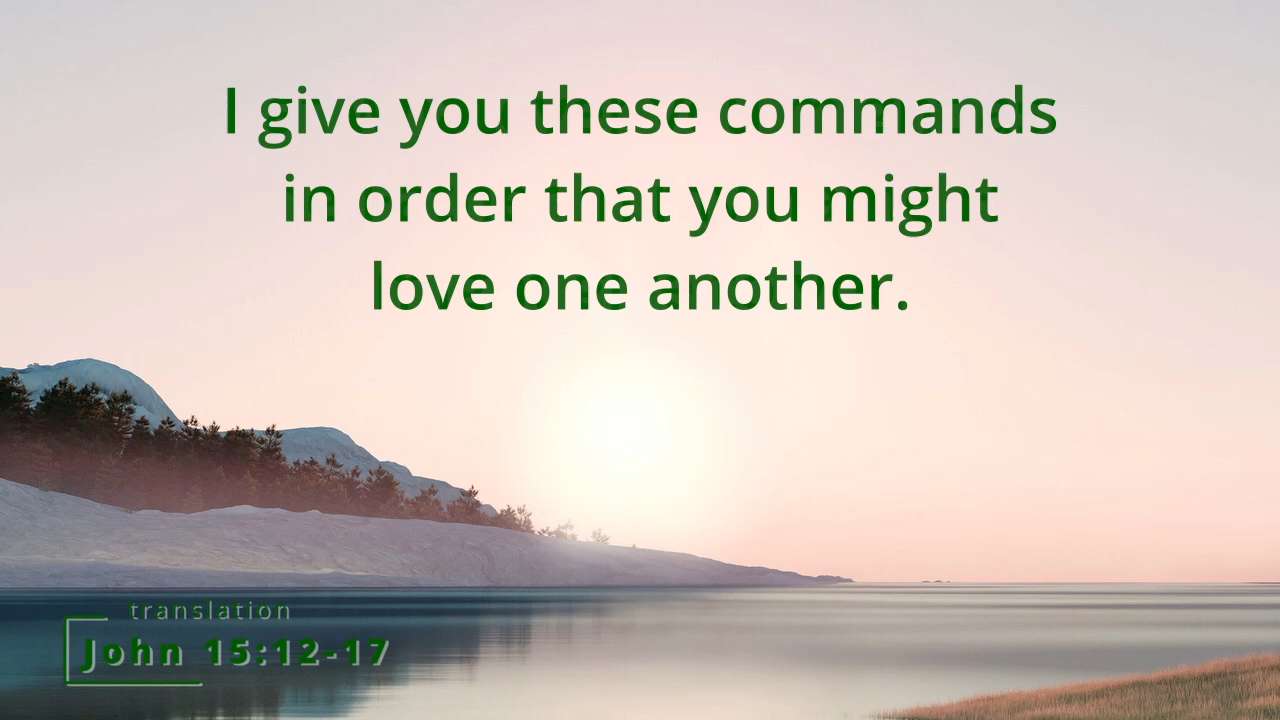 I give you these commands
in order that you might
love one another.
translation
John 15:12-17